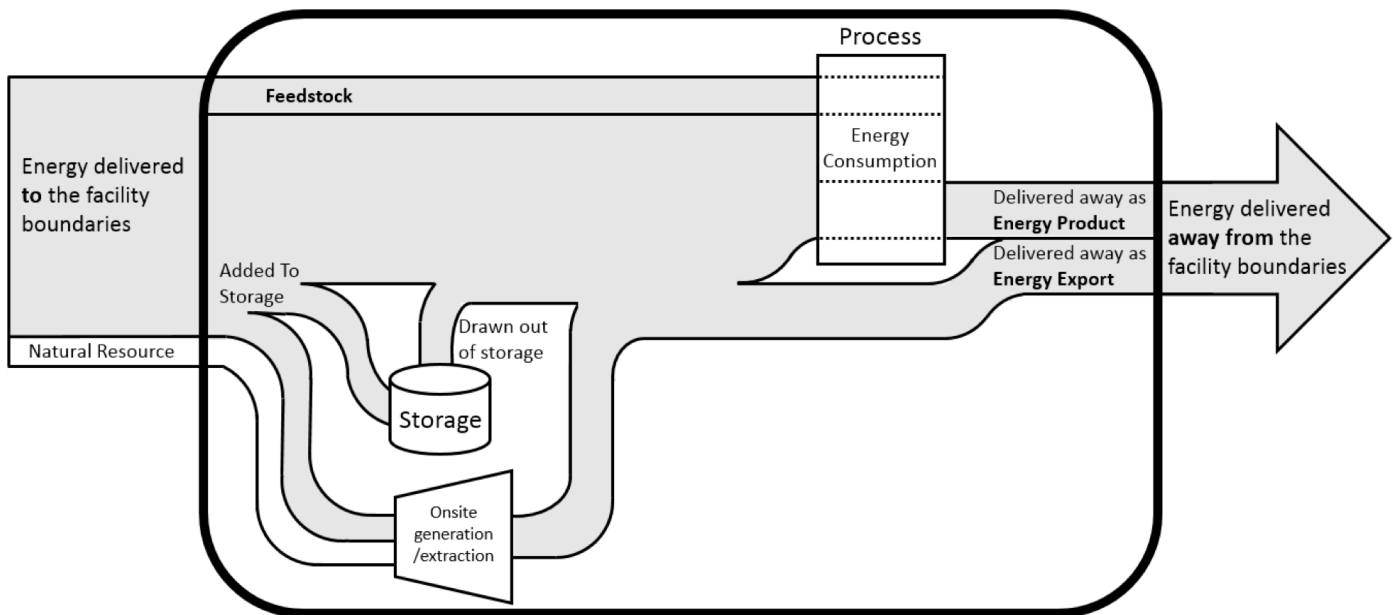 Process
Feedstock
Energy delivered
to the facility
boundaries
Energy
Consumption
Delivered away as
Energy Product
Energy delivered
away from the
facility boundaries
Delivered away as
Energy Export
Added To
Storage
Drawn out
of storage
Natural Resource
Storage
Onsite
generation
/extraction